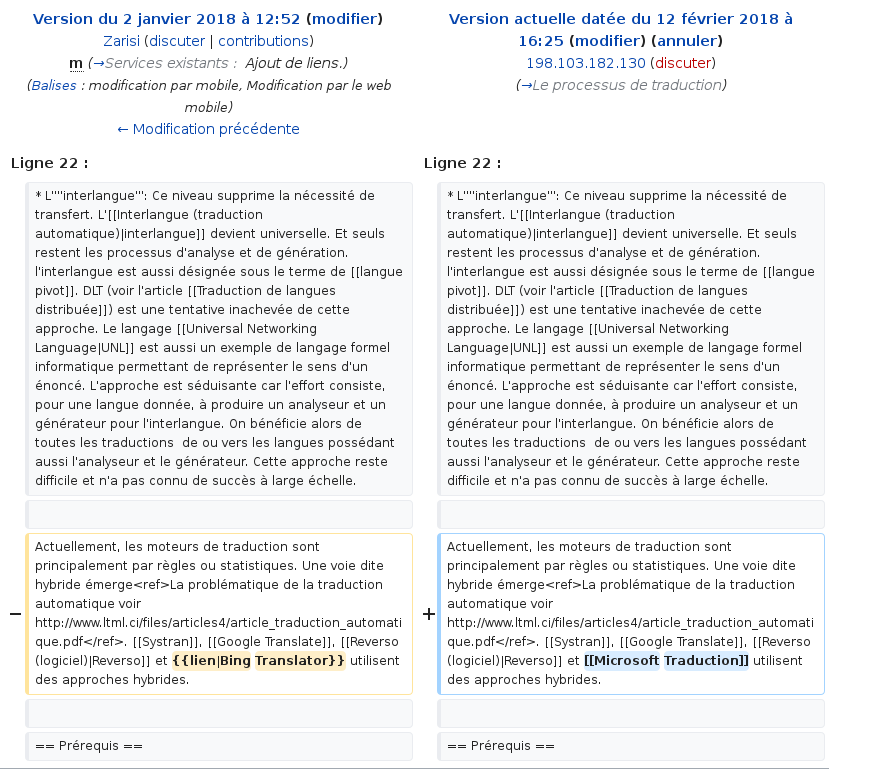 Version du 2 janvier 2018 à 12:52 (modifier)
Zarisi (discuter | contributions)
m (→Services existants : Ajout de liens.)
(Balises : modification par mobile, Modification par le web
mobile)
← Modification précédente
Version actuelle datée du 12 février 2018 à
16:25 (modifier) (annuler)
198.103.182.130 (discuter)
(→Le processus de traduction)
Ligne 22 :
* L''''interlangue''': Ce niveau supprime la nécessité de
transfert. L'[[Interlangue (traduction
automatique)|interlangue]] devient universelle. Et seuls
restent les processus d'analyse et de génération.
l'interlangue est aussi désignée sous le terme de [[langue
pivot]]. DLT (voir l'article [[Traduction de langues
distribuée]]) est une tentative inachevée de cette
approche. Le langage [[Universal Networking
Language|UNL]] est aussi un exemple de langage formel
informatique permettant de représenter le sens d'un
énoncé. L'approche est séduisante car l'effort consiste,
pour une langue donnée, à produire un analyseur et un
générateur pour l'interlangue. On bénéficie alors de
toutes les traductions  de ou vers les langues possédant
aussi l'analyseur et le générateur. Cette approche reste
difficile et n'a pas connu de succès à large échelle.
−
Actuellement, les moteurs de traduction sont
principalement par règles ou statistiques. Une voie dite
hybride émerge<ref>La problématique de la traduction
automatique voir
http://www.ltml.ci/files/articles4/article_traduction_automati
que.pdf</ref>. [[Systran]], [[Google Translate]], [[Reverso
(logiciel)|Reverso]] et {{lien|Bing Translator}} utilisent
des approches hybrides.
== Prérequis ==
Ligne 22 :
* L''''interlangue''': Ce niveau supprime la nécessité de
transfert. L'[[Interlangue (traduction
automatique)|interlangue]] devient universelle. Et seuls
restent les processus d'analyse et de génération.
l'interlangue est aussi désignée sous le terme de [[langue
pivot]]. DLT (voir l'article [[Traduction de langues
distribuée]]) est une tentative inachevée de cette
approche. Le langage [[Universal Networking
Language|UNL]] est aussi un exemple de langage formel
informatique permettant de représenter le sens d'un
énoncé. L'approche est séduisante car l'effort consiste,
pour une langue donnée, à produire un analyseur et un
générateur pour l'interlangue. On bénéficie alors de
toutes les traductions  de ou vers les langues possédant
aussi l'analyseur et le générateur. Cette approche reste
difficile et n'a pas connu de succès à large échelle.
+
Actuellement, les moteurs de traduction sont
principalement par règles ou statistiques. Une voie dite
hybride émerge<ref>La problématique de la traduction
automatique voir
http://www.ltml.ci/files/articles4/article_traduction_automati
que.pdf</ref>. [[Systran]], [[Google Translate]], [[Reverso
(logiciel)|Reverso]] et [[Microsoft Traduction]] utilisent
des approches hybrides.
== Prérequis ==